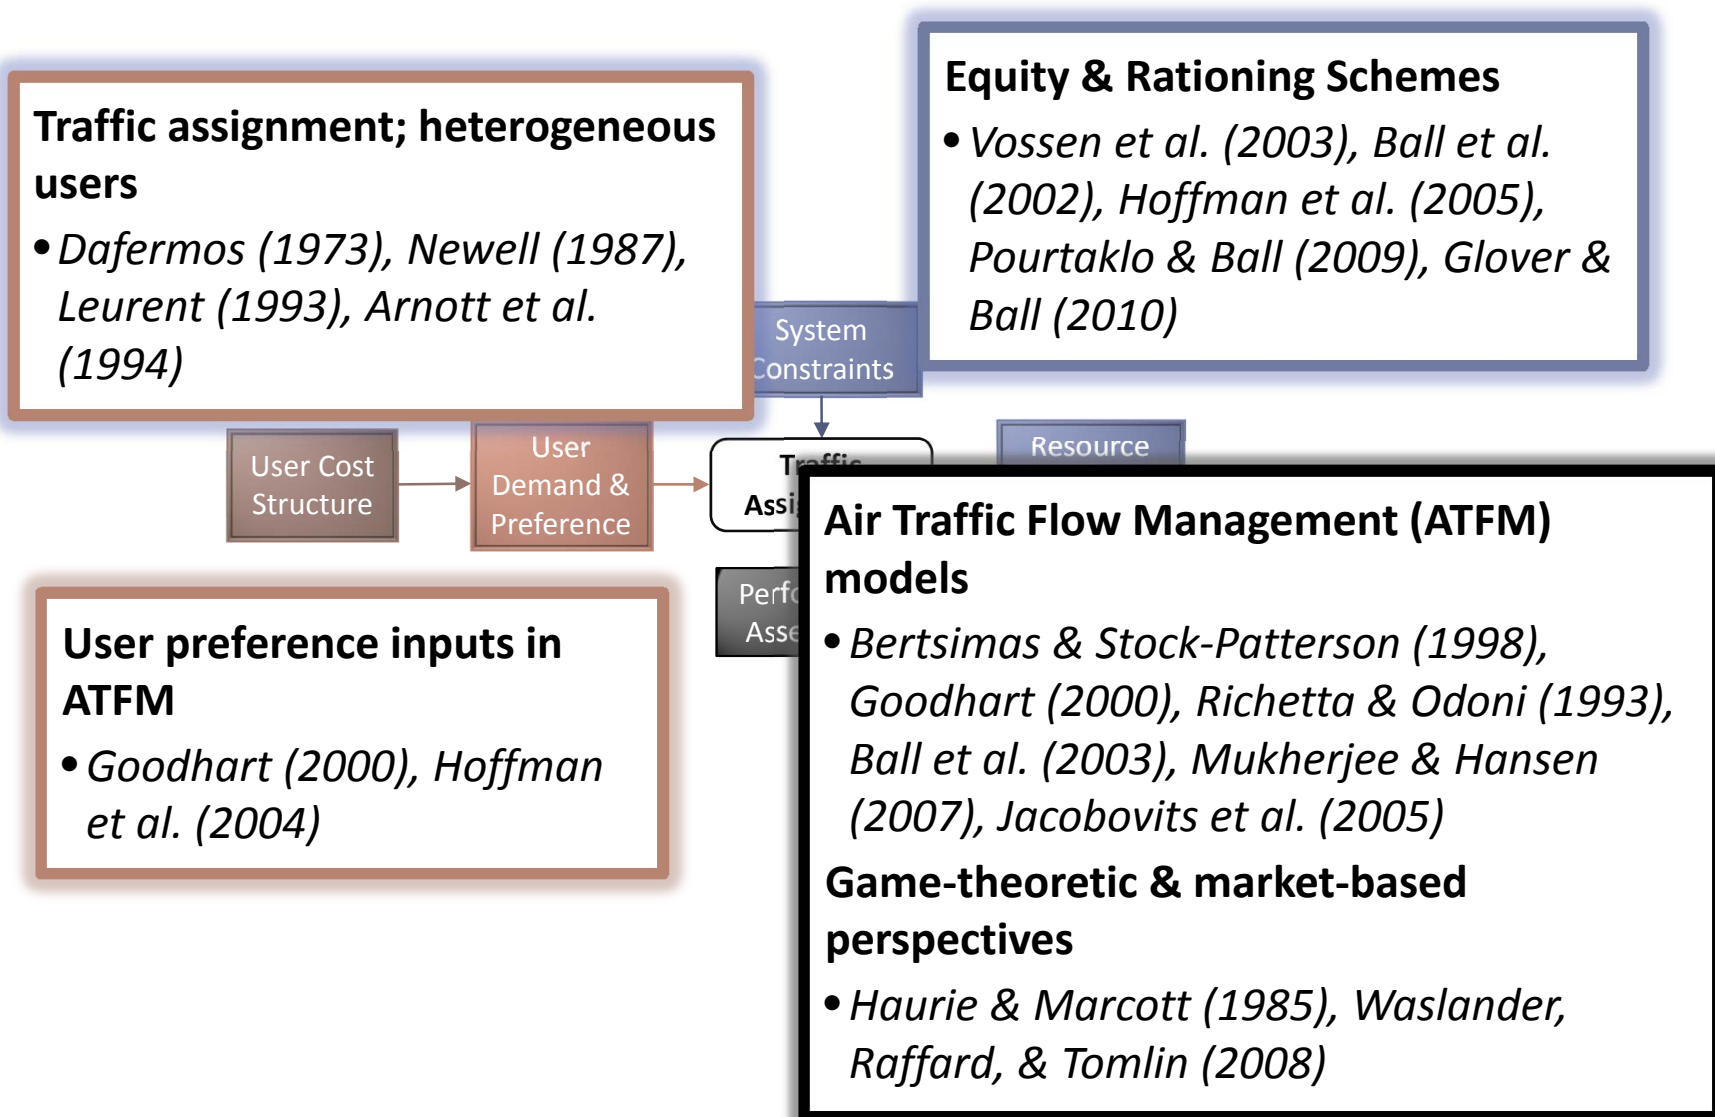 Traffic assignment; heterogeneous
users
• Dafermos (1973), Newell (1987),
Leurent (1993), Arnott et al.
(1994)
Equity & Rationing Schemes
• Vossen et al. (2003), Ball et al.
(2002), Hoffman et al. (2005),
Pourtaklo & Ball (2009), Glover &
Ball (2010)
System
Constraints
User Cost
Structure
User
Demand &
Preference
Traffic
Resource
User preference inputs in
ATFM
• Goodhart (2000), Hoffman
et al. (2004)
Air Traffic Flow Management (ATFM)
models
• Bertsimas & Stock-Patterson (1998),
Goodhart (2000), Richetta & Odoni (1993),
Ball et al. (2003), Mukherjee & Hansen
(2007), Jacobovits et al. (2005)
Game-theoretic & market-based
perspectives
• Haurie & Marcott (1985), Waslander,
Raffard, & Tomlin (2008)